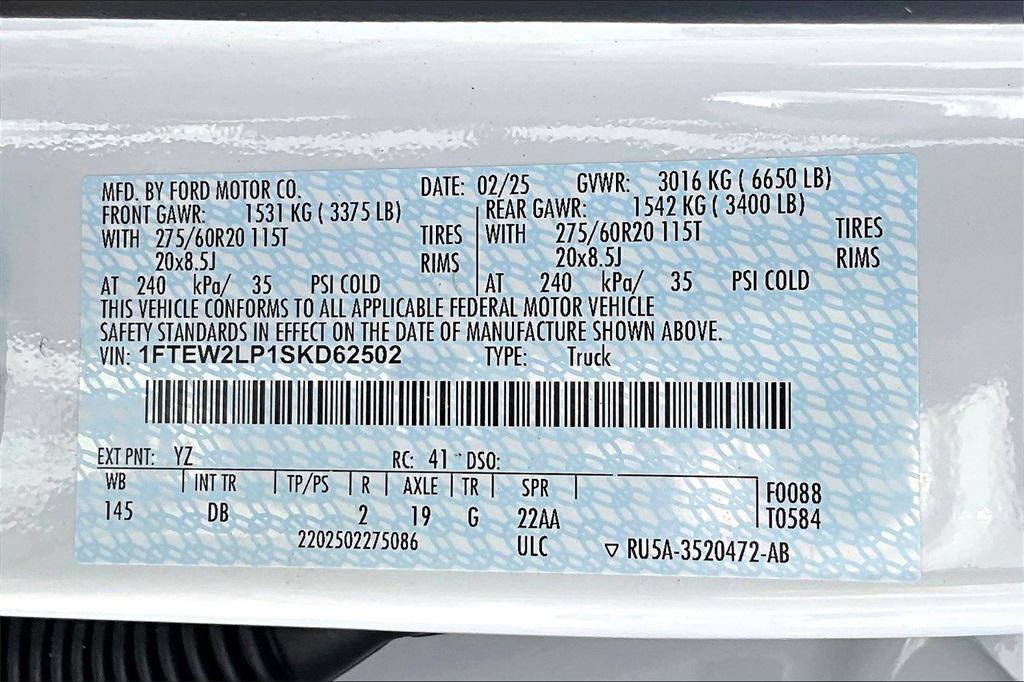 MFD. BY FORD MOTOR CO. DATE: 02/25 GVWR: 3016 KG ( 6650 LB)
FRONT GAWR: 1531 KG ( 3375 LB) REAR GAWR: 1542 KG ( 3400 LB)
WITH 275/60R20 115T TIRES WITH 275/60R20 115T TIRES
20x8.5J RIMS 20x8.5J RIMS
AT 240 kPa/ 35 PSI COLD AT 240 kPa/ 35 PSI COLD
THIS VEHICLE CONFORMS TO ALL APPLICABLE FEDERAL MOTOR VEHICLE
SAFETY STANDARDS IN EFFECT ON THE DATE OF MANUFACTURE SHOWN ABOVE.
VIN: 1FTEW2LP1SKD62502 TYPE: Truck
EXT PNT: YZ RC: 41 DSO:
WB INT TR TP/PS R AXLE TR SPR F0088
145 DB 2 19 G 22AA T0584
2202502275086 ULC ▽ RU5A-3520472-AB